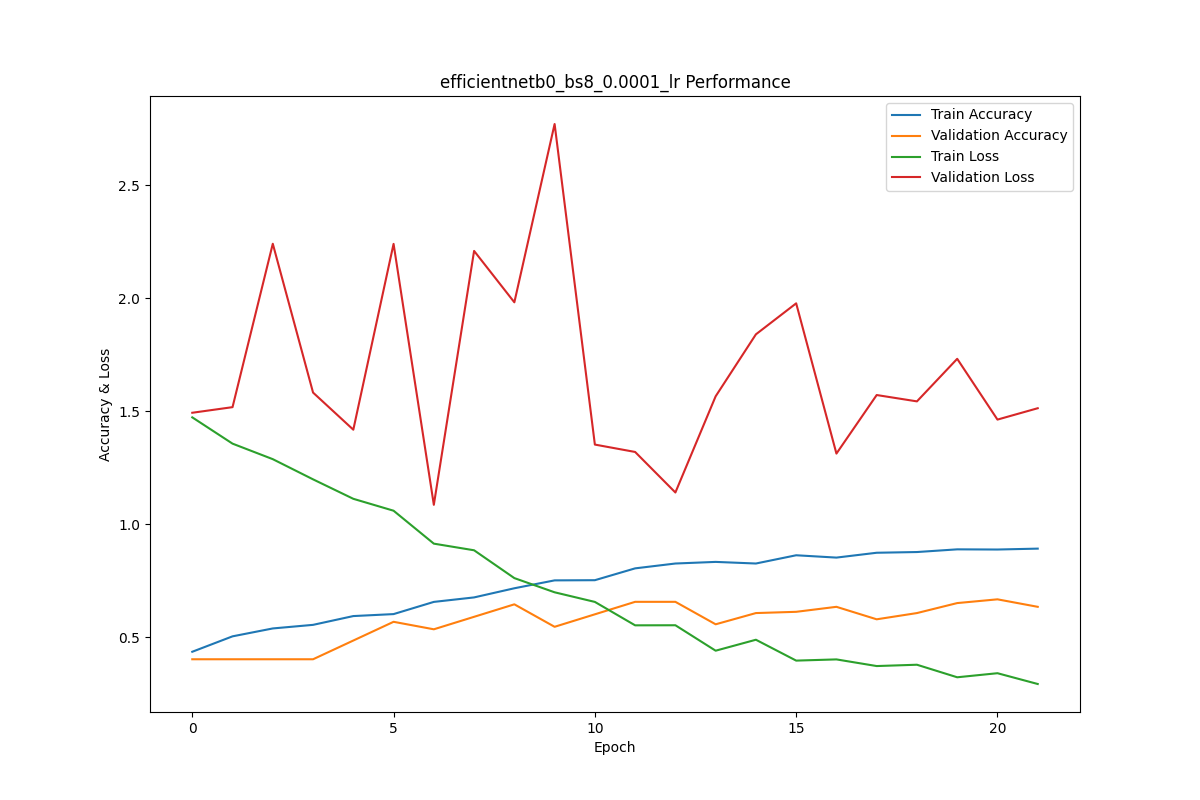 efficientnetb0_bs8_0.0001_lr Performance
Train Accuracy
Validation Accuracy
Train Loss
Validation Loss
Accuracy & Loss
2.5
2.0
1.5
1.0
0.5
0
5
10
15
20
Epoch